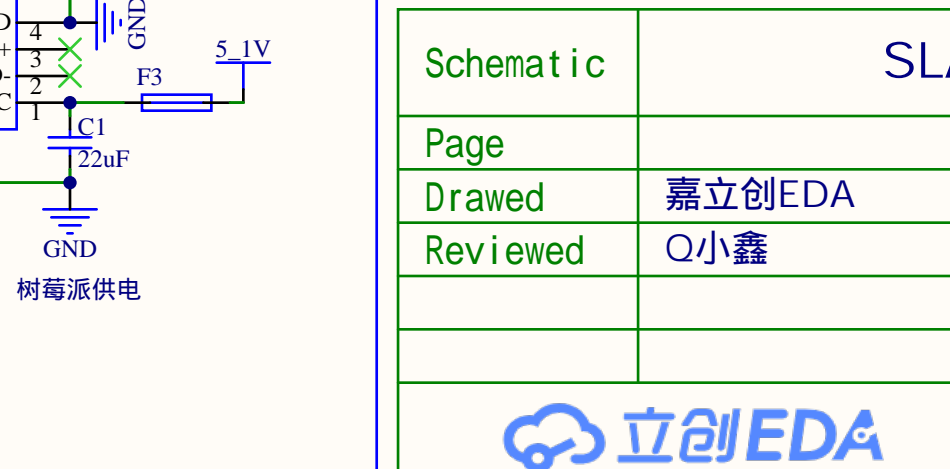 GND
4
5_1V
3
F3
2
1
C1
22uF
GND
树莓派供电
Schematic
Page
Drawed 嘉立创EDA
Reviewed Q小鑫
立创EDA